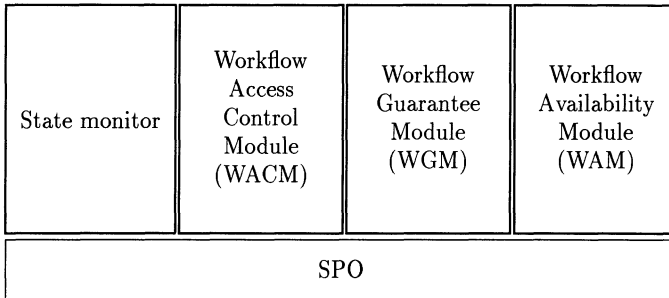 State monitor
Workflow
Access
Control
Module
(WACM)
Workflow
Guarantee
Module
(WGM)
Workflow
Availability
Module
(WAM)
SPO